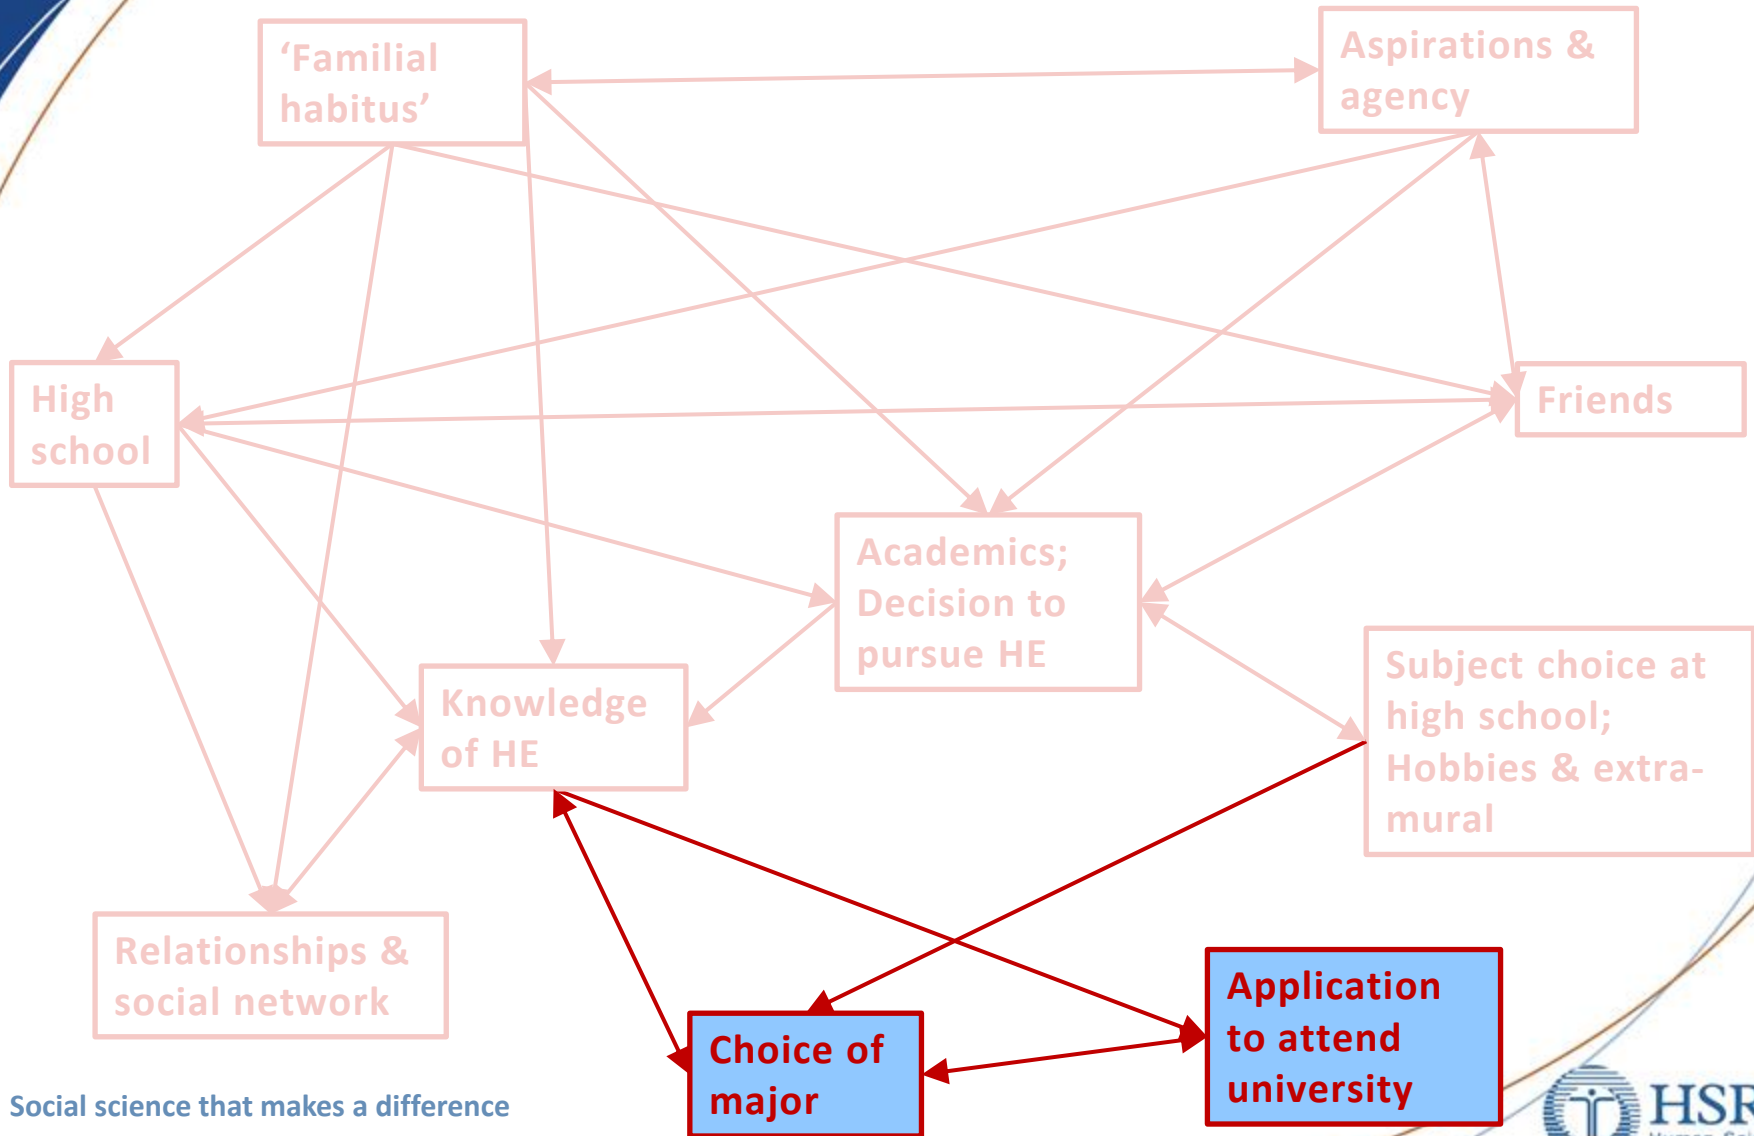 ‘Familial
habitus’
Aspirations &
agency
High
school
Friends
Academics;
Decision to
pursue HE
Knowledge
of HE
Subject choice at
high school;
Hobbies & extra-
mural
Relationships &
social network
Choice of
major
Application
to attend
university
Social science that makes a difference
HSR